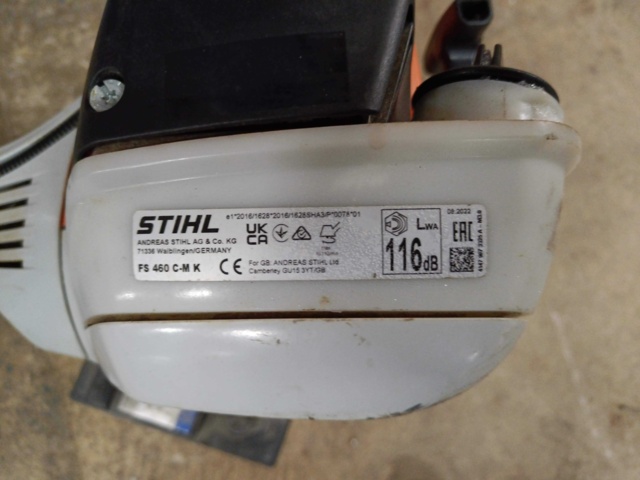 e1*2016/1628*2016/1628SHA3/P*0078*01
STIHL
ANDREAS STIHL AG & Co. KG
71336 Waiblingen/GERMANY
FS 460 C-M K
UK
CA
CE
For GB: ANDREAS STIHL Ltd
Camberley GU15 3YT/GB
LWA
116dB
08.2022
EAC